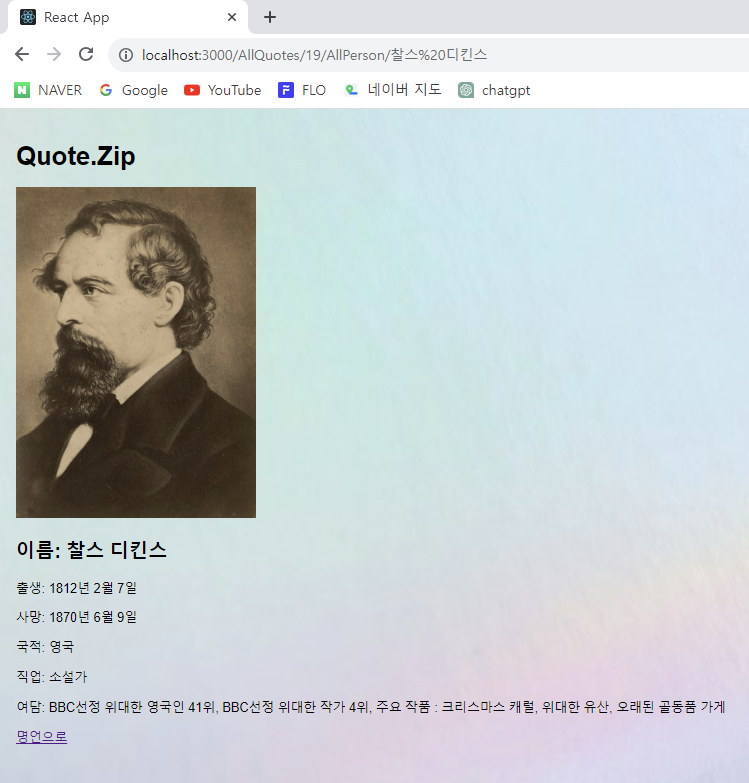 React App
localhost:3000/AllQuotes/19/AllPerson/찰스%20디킨스
NAVER Google YouTube FLO 네이버 지도 chatgpt
Quote.Zip
이름: 찰스 디킨스
출생: 1812년 2월 7일
사망: 1870년 6월 9일
국적: 영국
직업: 소설가
여담: BBC선정 위대한 영국인 41위, BBC선정 위대한 작가 4위, 주요 작품 : 크리스마스 캐럴, 위대한 유산, 오래된 골동품 가게
명언으로